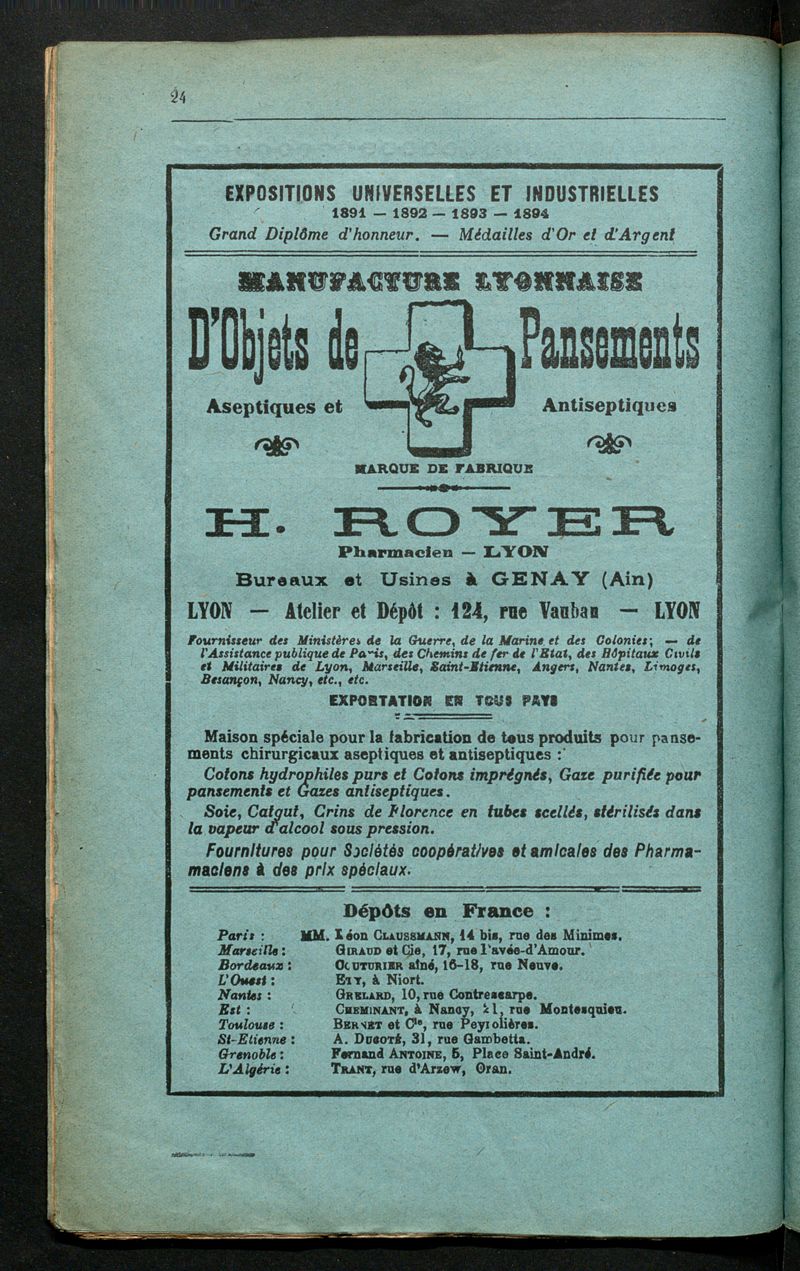 24
EXPOSITIONS UNIVERSELLES ET INDUSTRIELLES
1891 — 1892 — 1893 — 1894
Grand Diplôme d'honneur. — Médailles d'Or et d'Argent
MANUFACTURE LYONNAISE
D'Objets de Pansements
Aseptiques et Antiseptiques
MARQUE DE FABRIQUE
H. ROYER
Pharmacien — LYON
Bureaux et Usines à GENAY (Ain)
LYON — Atelier et Dépôt : 124, rue Vauban — LYON
Fournisseur des Ministères de la Guerre, de la Marine et des Colonies; — de
l'Assistance publique de Paris, des Chemins de fer de l'Etat, des Hôpitaux Civils
et Militaires de Lyon, Marseille, Saint-Etienne, Angers, Nantes, Limoges,
Besançon, Nancy, etc., etc.
EXPORTATION EN TOUS PAYS
Maison spéciale pour la fabrication de tous produits pour panse-
ments chirurgicaux aseptiques et antiseptiques :
Cotons hydrophiles purs et Cotons imprégnés, Gaze purifiée pour
pansements et Gazes antiseptiques.
Soie, Catgut, Crins de Florence en tubes scellés, stérilisés dans
la vapeur d'alcool sous pression.
Fournitures pour Sociétés coopératives et amicales des Pharma-
maciens à des prix spéciaux.
Dépôts en France :
Paris : MM. Léon CLAUSSMANN, 14 bis, rue des Minimes.
Marseille : GIRAUD et Cie, 17, rue Pavée-d'Amour.
Bordeaux : COUTURIER aîné, 16-18, rue Neuve.
L'Ouest : à Niort.
Nantes : GRELARD, 10, rue Contrescarpe.
Est : CHEMINANT, à Nancy, 21, rue Montesquieu.
Toulouse : BERNÈT et Cie, rue Peyrolières.
St-Etienne : A. DUGOTÉ, 31, rue Gambetta.
Grenoble : Fernand ANTOINE, 5, Place Saint-André.
L'Algérie : TRANT, rue d'Arzew, Oran.